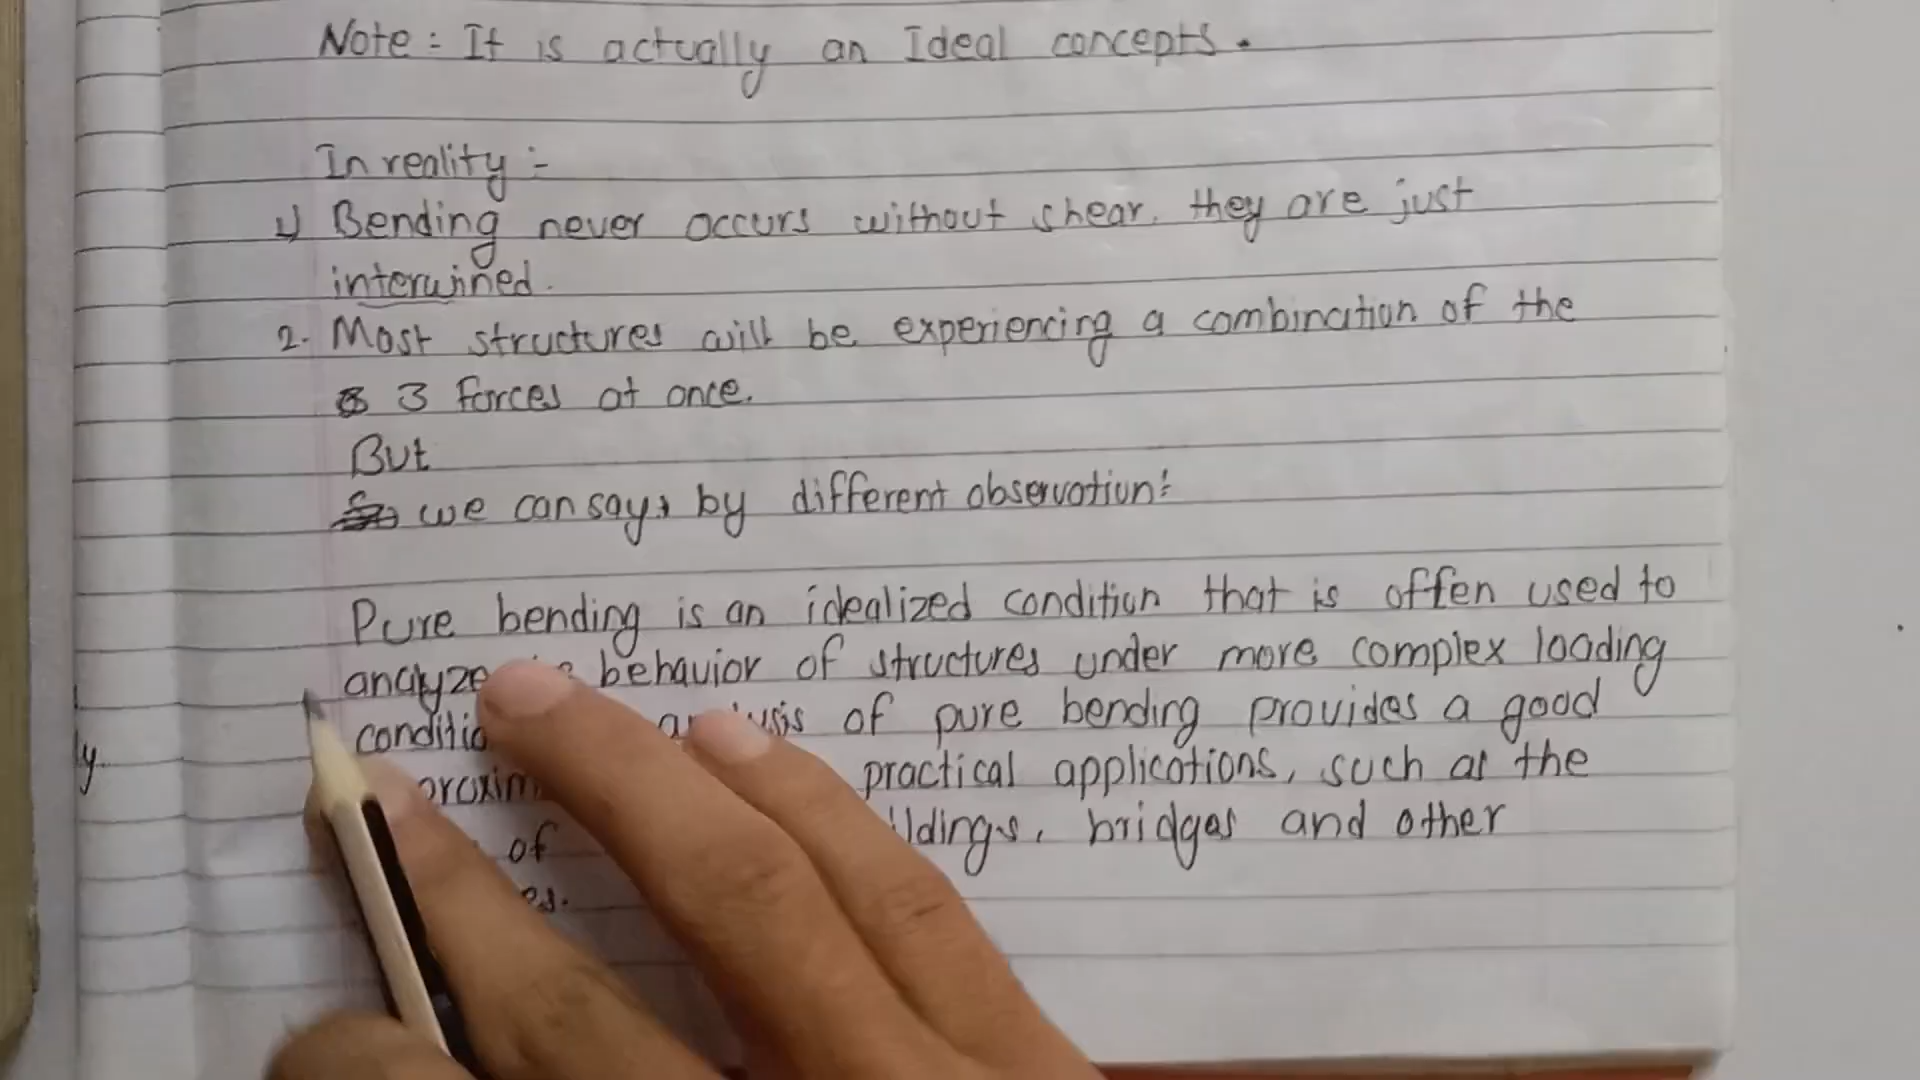 Note: It is actually an Ideal concepts.
In reality :-
1) Bending never occurs without shear, they are just
interwined.
2. Most structures will be experiencing a combination of the
3 forces at once.
But
we can say, by different observation:
Pure bending is an idealized condition that is offen used to
analyze behavior of structures under more complex loading
of pure bending provides a good
practical applications, such as the
of bridges and other